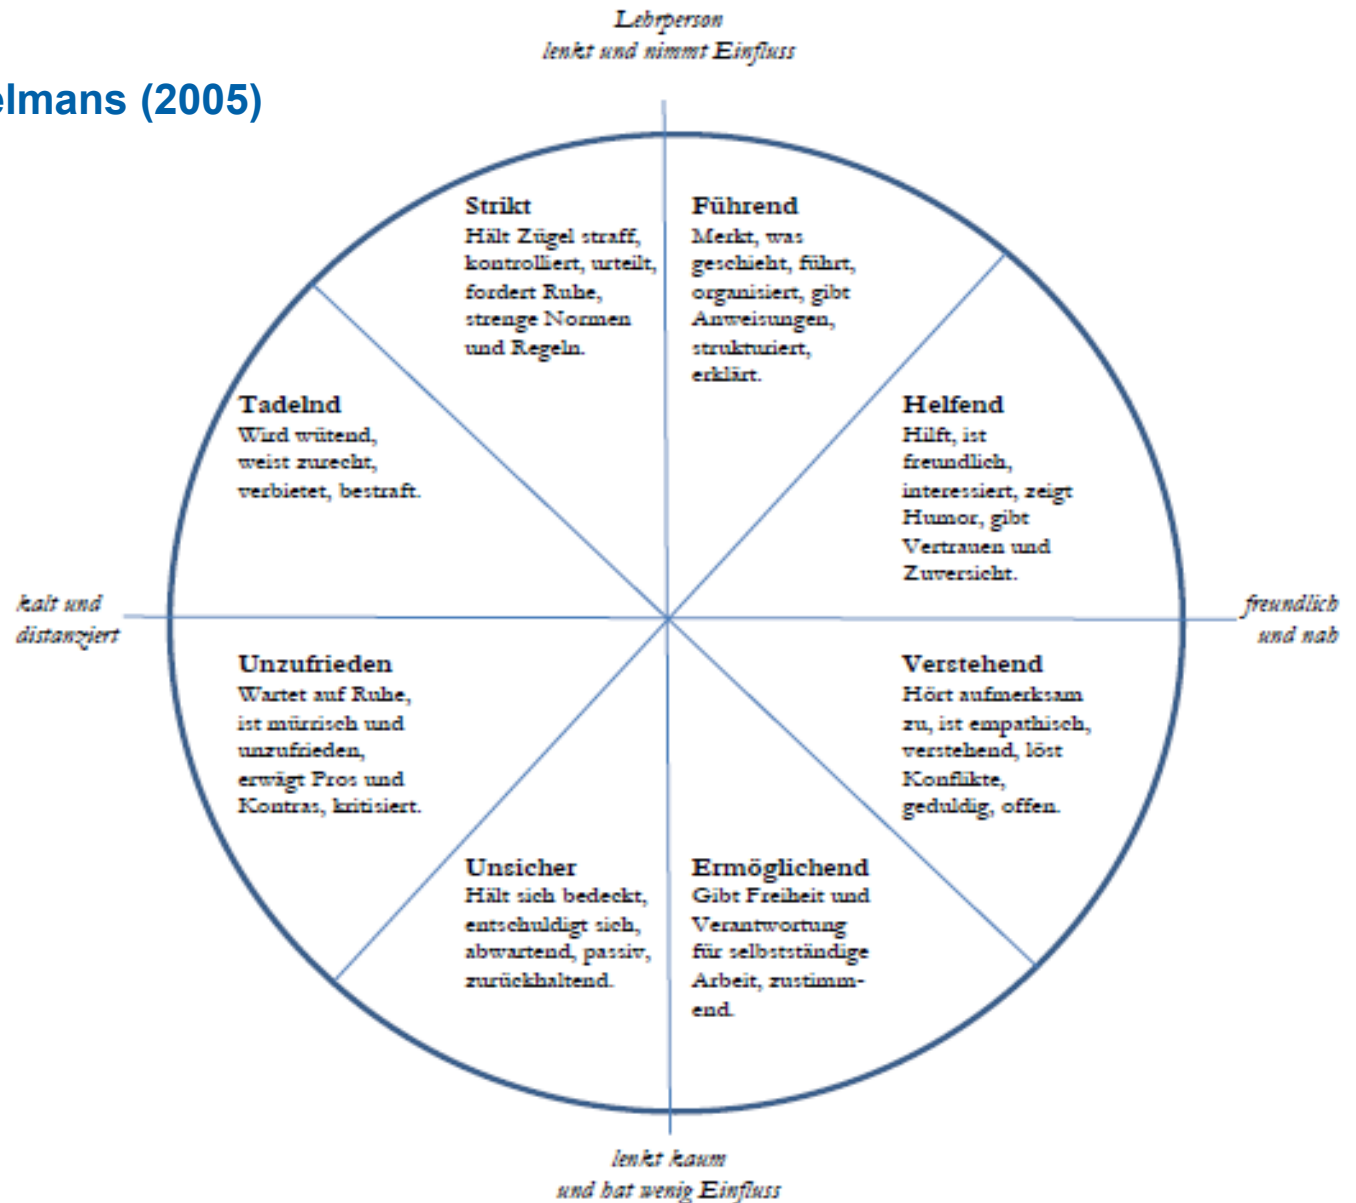 Lehrperson
lenkt und nimmt Einfluss
elmans (2005)
Strikt
Hält Zügel straff,
kontrolliert, urteilt,
fordert Ruhe,
strenge Normen
und Regeln.
Führend
Merkt, was
geschieht, führt,
organisiert, gibt
Anweisungen,
strukturiert,
erklärt.
Tadelnd
Wird wütend,
weist zurecht,
verbietet, bestraft.
Helfend
Hilft, ist
freundlich,
interessiert, zeigt
Humor, gibt
Vertrauen und
Zuversicht.
kalt und
distanziert
freundlich
und nah
Unzufrieden
Wartet auf Ruhe,
ist mürrisch und
unzufrieden,
erwägt Pros und
Kontras, kritisiert.
Verstehend
Hört aufmerksam
zu, ist empathisch,
verstehend, löst
Konflikte,
geduldig, offen.
Unsicher
Hält sich bedeckt,
entschuldigt sich,
abwartend, passiv,
zurückhaltend.
Ermöglichend
Gibt Freiheit und
Verantwortung
für selbstständige
Arbeit, zustimm-
end.
lenkt kaum
und hat wenig Einfluss